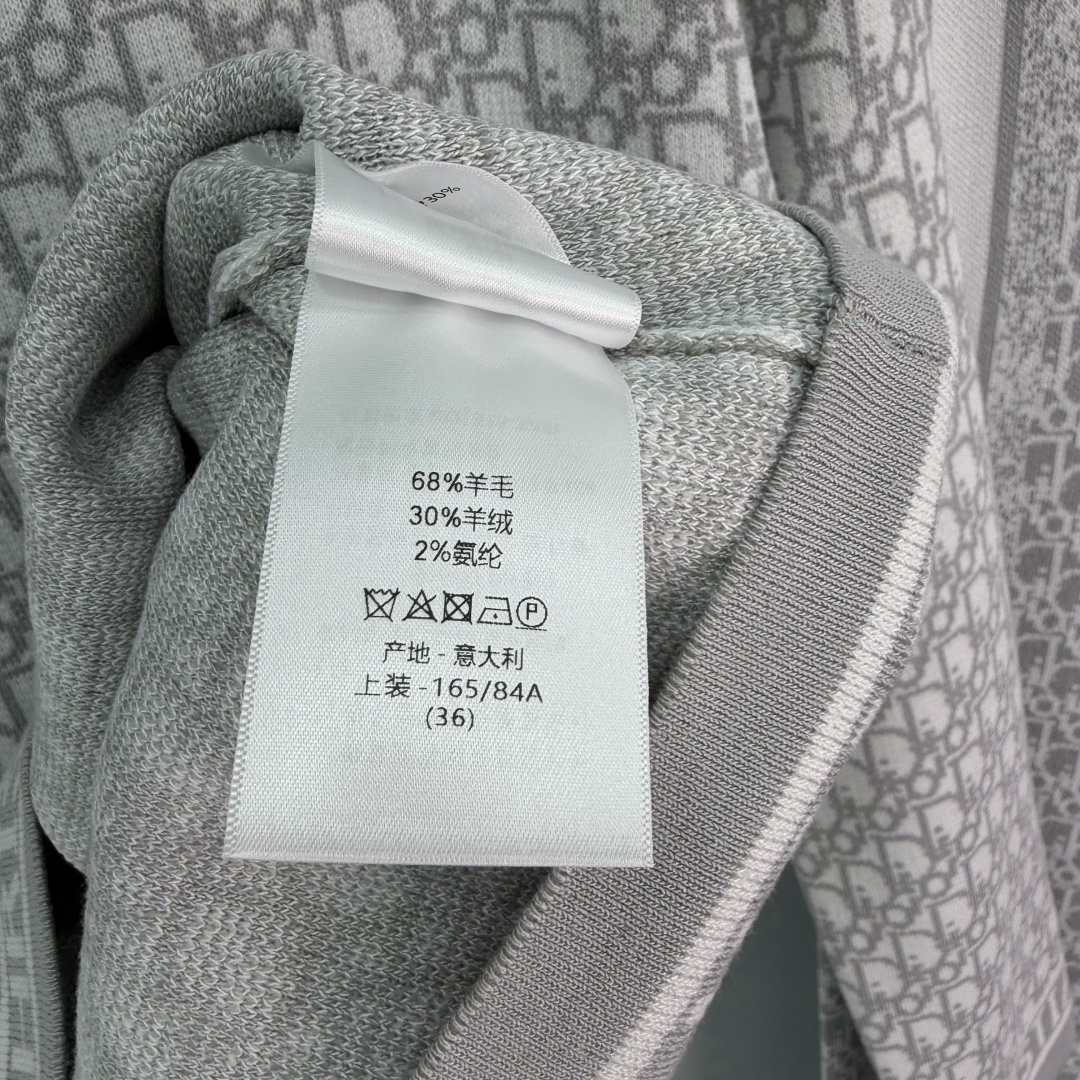 30%
68%羊毛
30%羊绒
2%氨纶
P
产地 - 意大利
上装 -165/84A
(36)